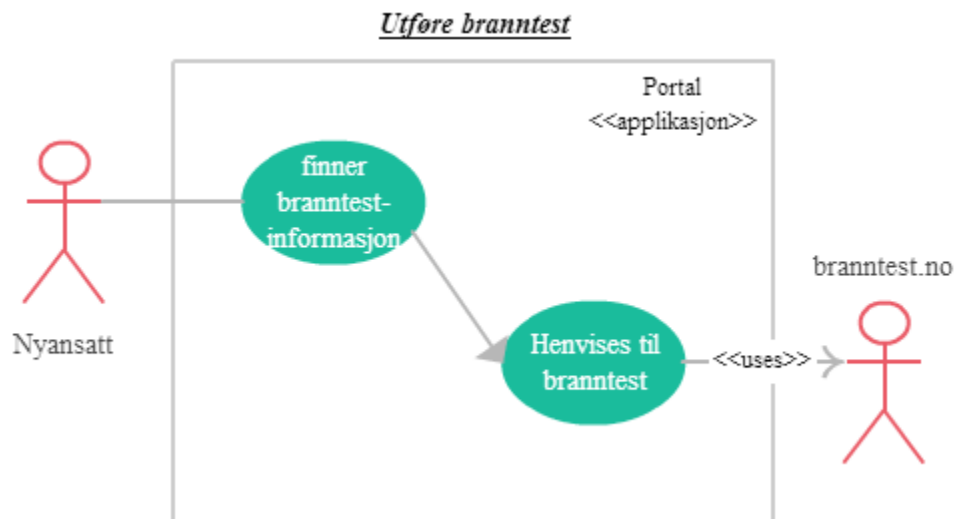 Utføre branntest
Portal
<<applikasjon>>
finner
branntest-
informasjon
branntest.no
Nyansatt
Henvises til
branntest
<<uses>>